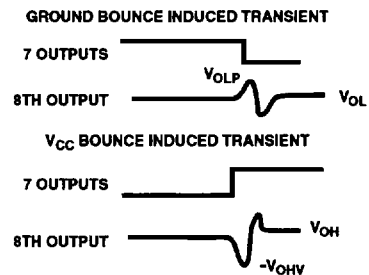 GROUND BOUNCE INDUCED TRANSIENT
7 OUTPUTS
VOLP
8TH OUTPUT
VOL
VCC BOUNCE INDUCED TRANSIENT
7 OUTPUTS
8TH OUTPUT
VOH
-VOHV